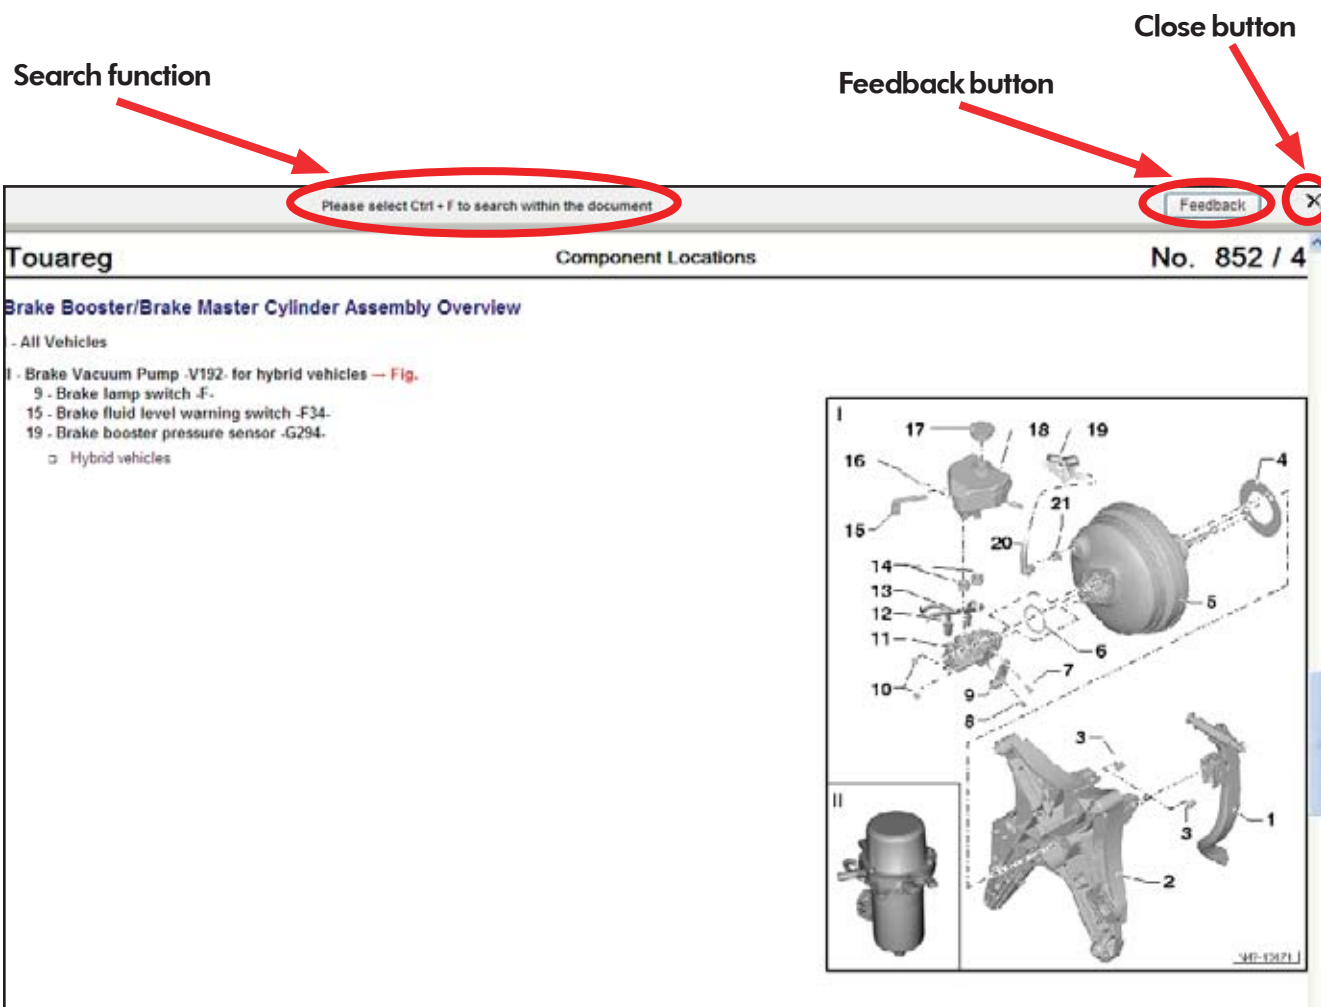 Close button
Search function
Feedback button
Please select Ctrl + F to search within the document
Feedback
Touareg
Component Locations
No. 852 / 4
Brake Booster/Brake Master Cylinder Assembly Overview
- All Vehicles
- Brake Vacuum Pump -V192- for hybrid vehicles → Fig.
9 - Brake lamp switch -F-
15 - Brake fluid level warning switch -F34-
19 - Brake booster pressure sensor -G294-
Hybrid vehicles
I
17
18
19
16
4
15
21
20
14
13
12
5
11
6
7
10
9
8
3
II
3
1
2